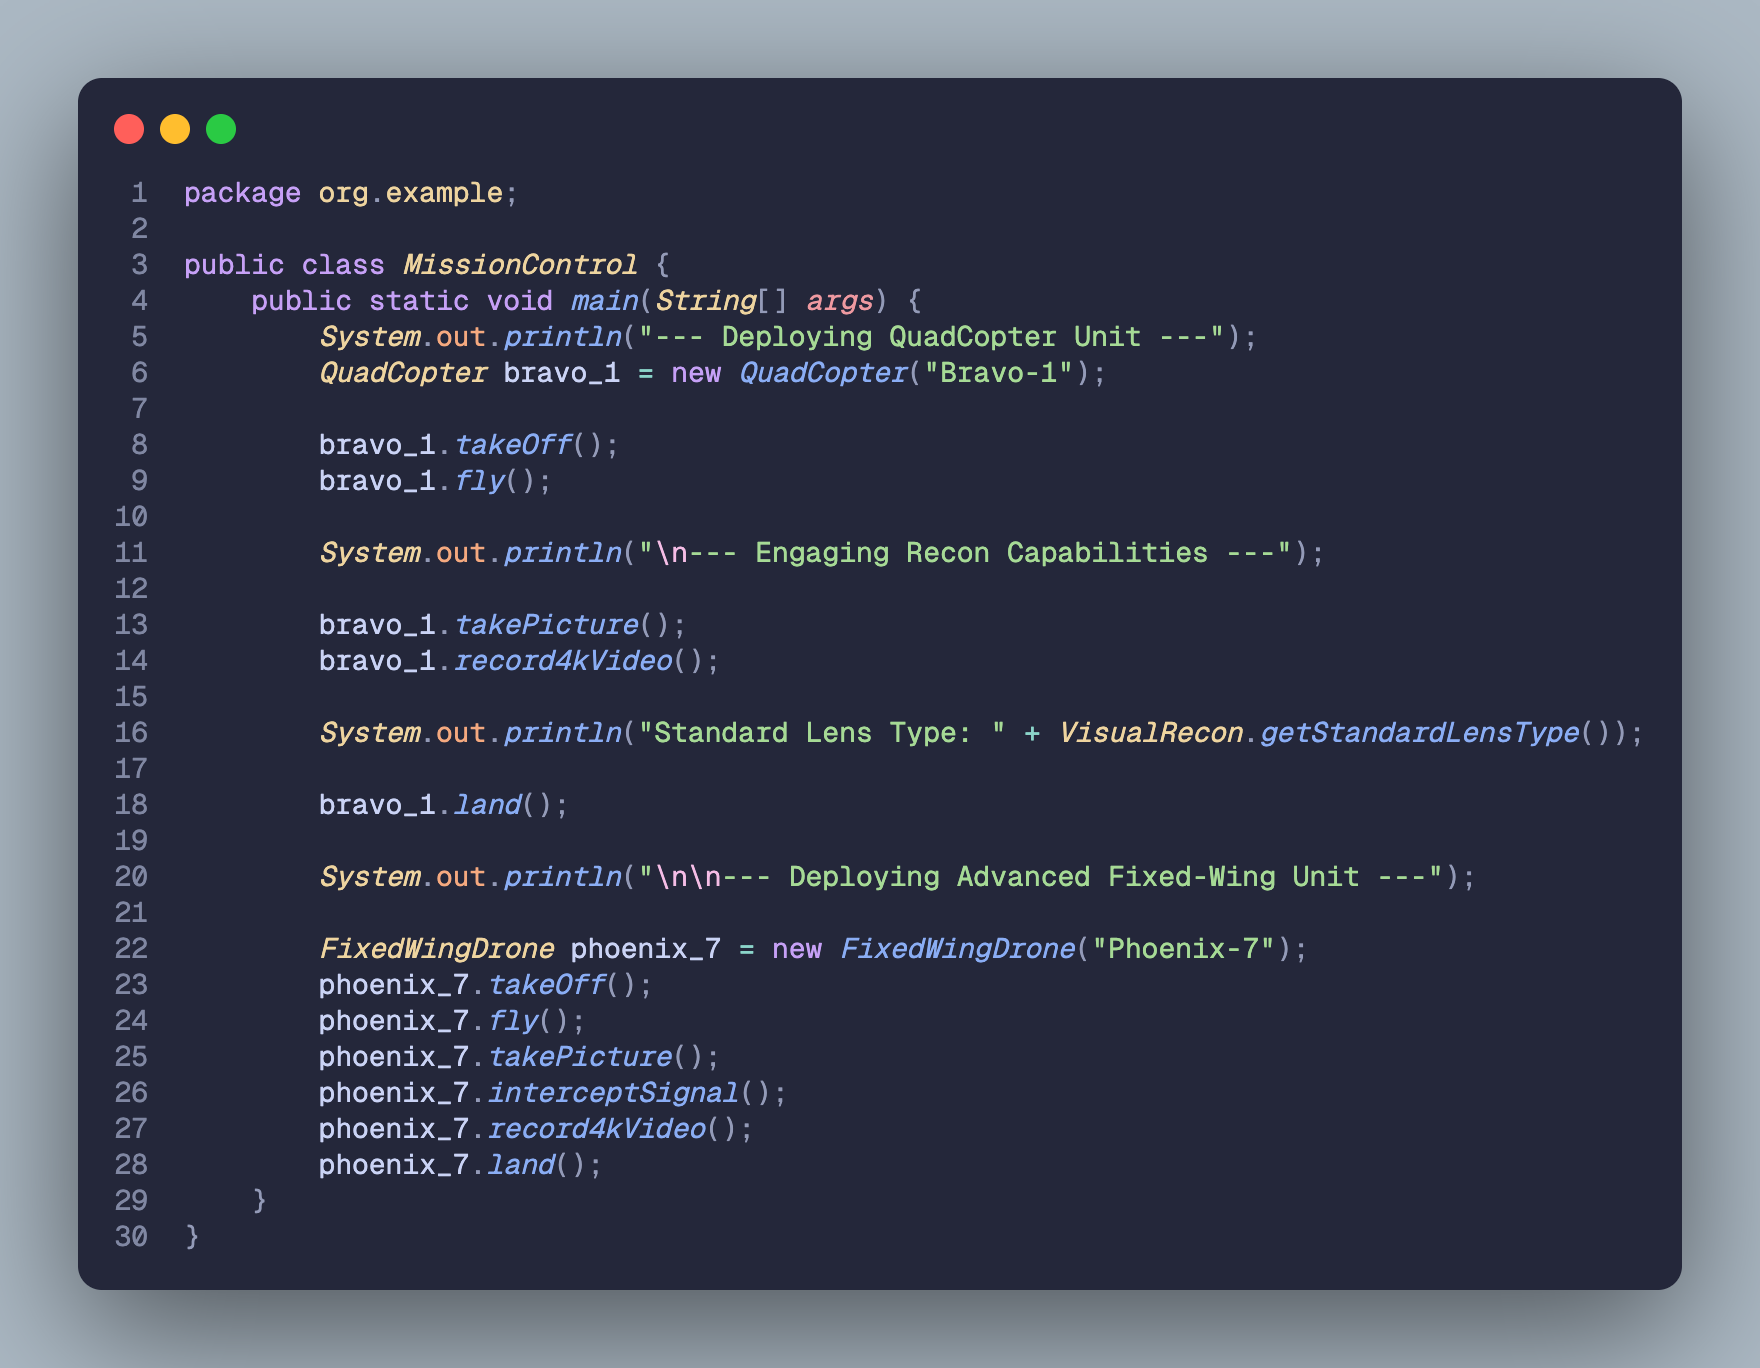 1 package org.example;
2
3 public class MissionControl {
4     public static void main(String[] args) {
5         System.out.println("--- Deploying QuadCopter Unit ---");
6         QuadCopter bravo_1 = new QuadCopter("Bravo-1");
7
8         bravo_1.takeOff();
9         bravo_1.fly();
10
11         System.out.println("\n--- Engaging Recon Capabilities ---");
12
13         bravo_1.takePicture();
14         bravo_1.record4kVideo();
15
16         System.out.println("Standard Lens Type: " + VisualRecon.getStandardLensType());
17
18         bravo_1.land();
19
20         System.out.println("\n\n--- Deploying Advanced Fixed-Wing Unit ---");
21
22         FixedWingDrone phoenix_7 = new FixedWingDrone("Phoenix-7");
23         phoenix_7.takeOff();
24         phoenix_7.fly();
25         phoenix_7.takePicture();
26         phoenix_7.interceptSignal();
27         phoenix_7.record4kVideo();
28         phoenix_7.land();
29     }
30 }